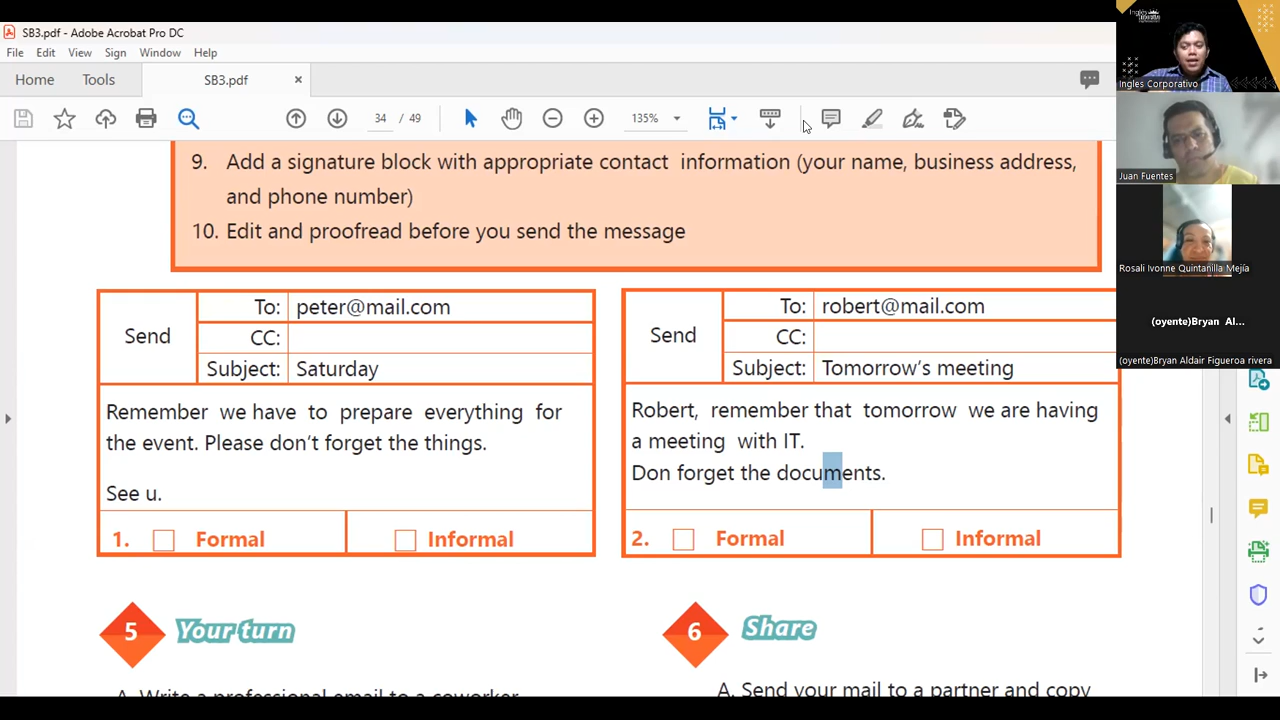 SB3.pdf - Adobe Acrobat Pro DC
File Edit View Sign Window Help
Home Tools SB3.pdf ×
34 / 49 135%
9. Add a signature block with appropriate contact information (your name, business address,
and phone number)
10. Edit and proofread before you send the message
Send
To: peter@mail.com
CC:
Subject: Saturday
Remember we have to prepare everything for
the event. Please don't forget the things.
See u.
1. Formal Informal
Send
To: robert@mail.com
CC:
Subject: Tomorrow's meeting
Robert, remember that tomorrow we are having
a meeting with IT.
Don forget the documents.
2. Formal Informal
5 Your turn
A. Write a professional email to a coworker
6 Share
A. Send your mail to a partner and copy
Ingles Corporativo
Juan Fuentes
Rosali Ivonne Quintanilla Mejía
(oyente)Bryan Al...
(oyente)Bryan Aldair Figueroa rivera